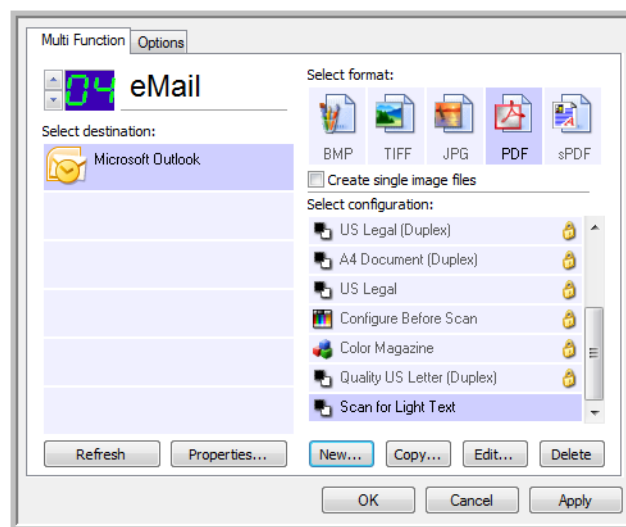 Multi Function Options
04 eMail
Select destination:
Microsoft Outlook
Refresh Properties...
Select format:
BMP TIFF JPG PDF sPDF
Create single image files
Select configuration:
US Legal (Duplex)
A4 Document (Duplex)
US Legal
Configure Before Scan
Color Magazine
Quality US Letter (Duplex)
Scan for Light Text
New... Copy... Edit... Delete
OK Cancel Apply